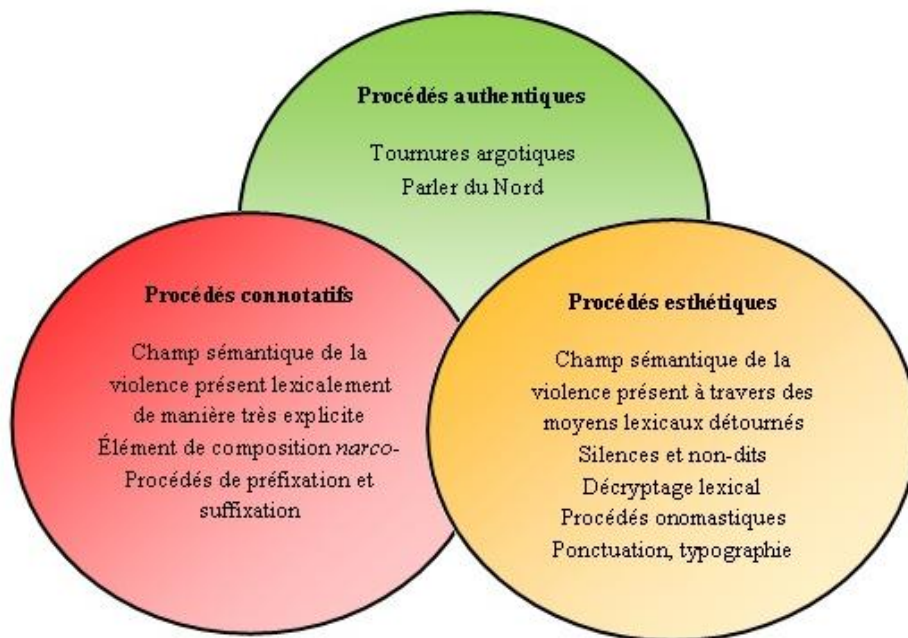 Procédés authentiques
Tournures argotiques
Parler du Nord
Procédés connotatifs
Champ sémantique de la
violence présent lexicalement
de manière très explicite
Élément de composition narco-
Procédés de préfixation et
suffixation
Procédés esthétiques
Champ sémantique de la
violence présent à travers des
moyens lexicaux détournés
Silences et non-dits
Décryptage lexical
Procédés onomastiques
Ponctuation, typographie